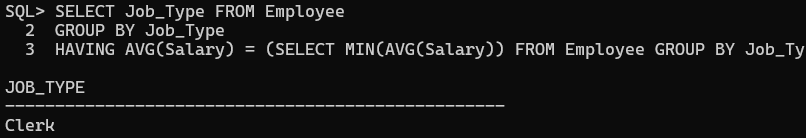 SQL> SELECT Job_Type FROM Employee
  2  GROUP BY Job_Type
  3  HAVING AVG(Salary) = (SELECT MIN(AVG(Salary)) FROM Employee GROUP BY Job_Ty
JOB_TYPE
--------------------------------------------------
Clerk